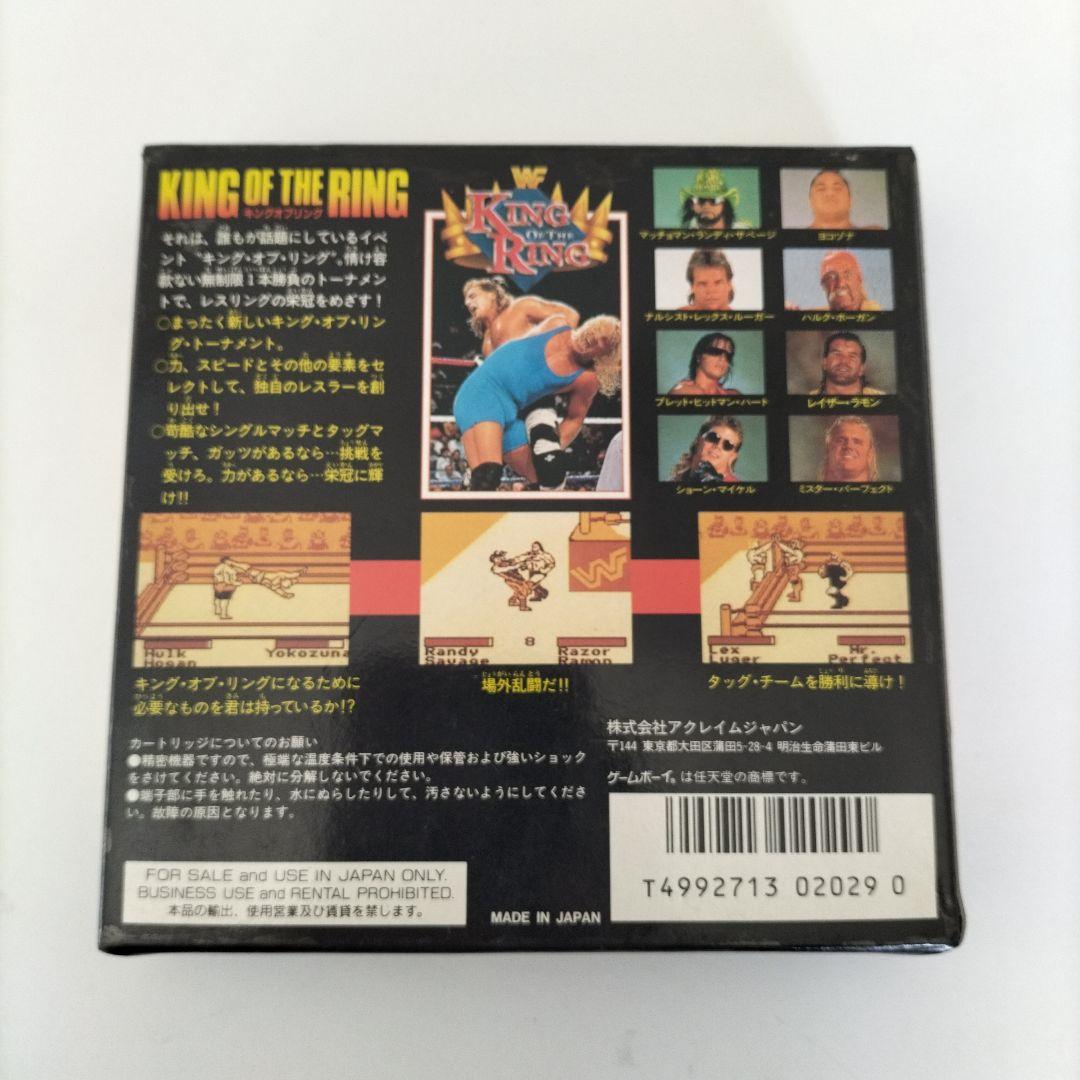 KING OF THE RING
キングオブリング
それは、誰もが話題にしているイベ
ント“キング・オブ・リング”。情け容
赦ない無制限1本勝負のトーナメン
トで、レスリングの栄冠をめざす！
○まったく新しいキング・オブ・リン
グ・トーナメント。
○力、スピードとその他の要素をセ
レクトして、独自のレスラーを創
り出せ！
○苛酷なシングルマッチとタッグマ
ッチ、ガッツがあるなら…挑戦を
受けろ。力があるなら…栄冠に輝
け!!
WF
KING
OF THE
RING
マッチョマン・ランディ・サベージ
ヨコヅナ
ナルシスト・レックス・ルーガー
ハルク・ホーガン
ブレット・ヒットマン・ハート
レイザー・ラモン
ショーン・マイケル
ミスター・パーフェクト
Hulk
Hogan
Yokozuna
Randy
Savage
8
Razor
Ramon
WF
Lex
Luger
Mr.
Perfect
キング・オブ・リングになるために
必要なものを君は持っているか!?
場外乱闘だ!!
タッグ・チームを勝利に導け！
カートリッジについてのお願い
●精密機器ですので、極端な温度条件下での使用や保管および強いショック
をさけてください。絶対に分解しないでください。
●端子部に手を触れたり、水にぬらしたりして、汚さないようにしてくださ
い。故障の原因となります。
株式会社アクレイムジャパン
〒144 東京都大田区蒲田5-28-4 明治生命蒲田東ビル
ゲームボーイ。は任天堂の商標です。
FOR SALE and USE IN JAPAN ONLY.
BUSINESS USE and RENTAL PROHIBITED.
本品の輸出、使用営業及び賃貸を禁じます。
MADE IN JAPAN
T4992713 02029 0